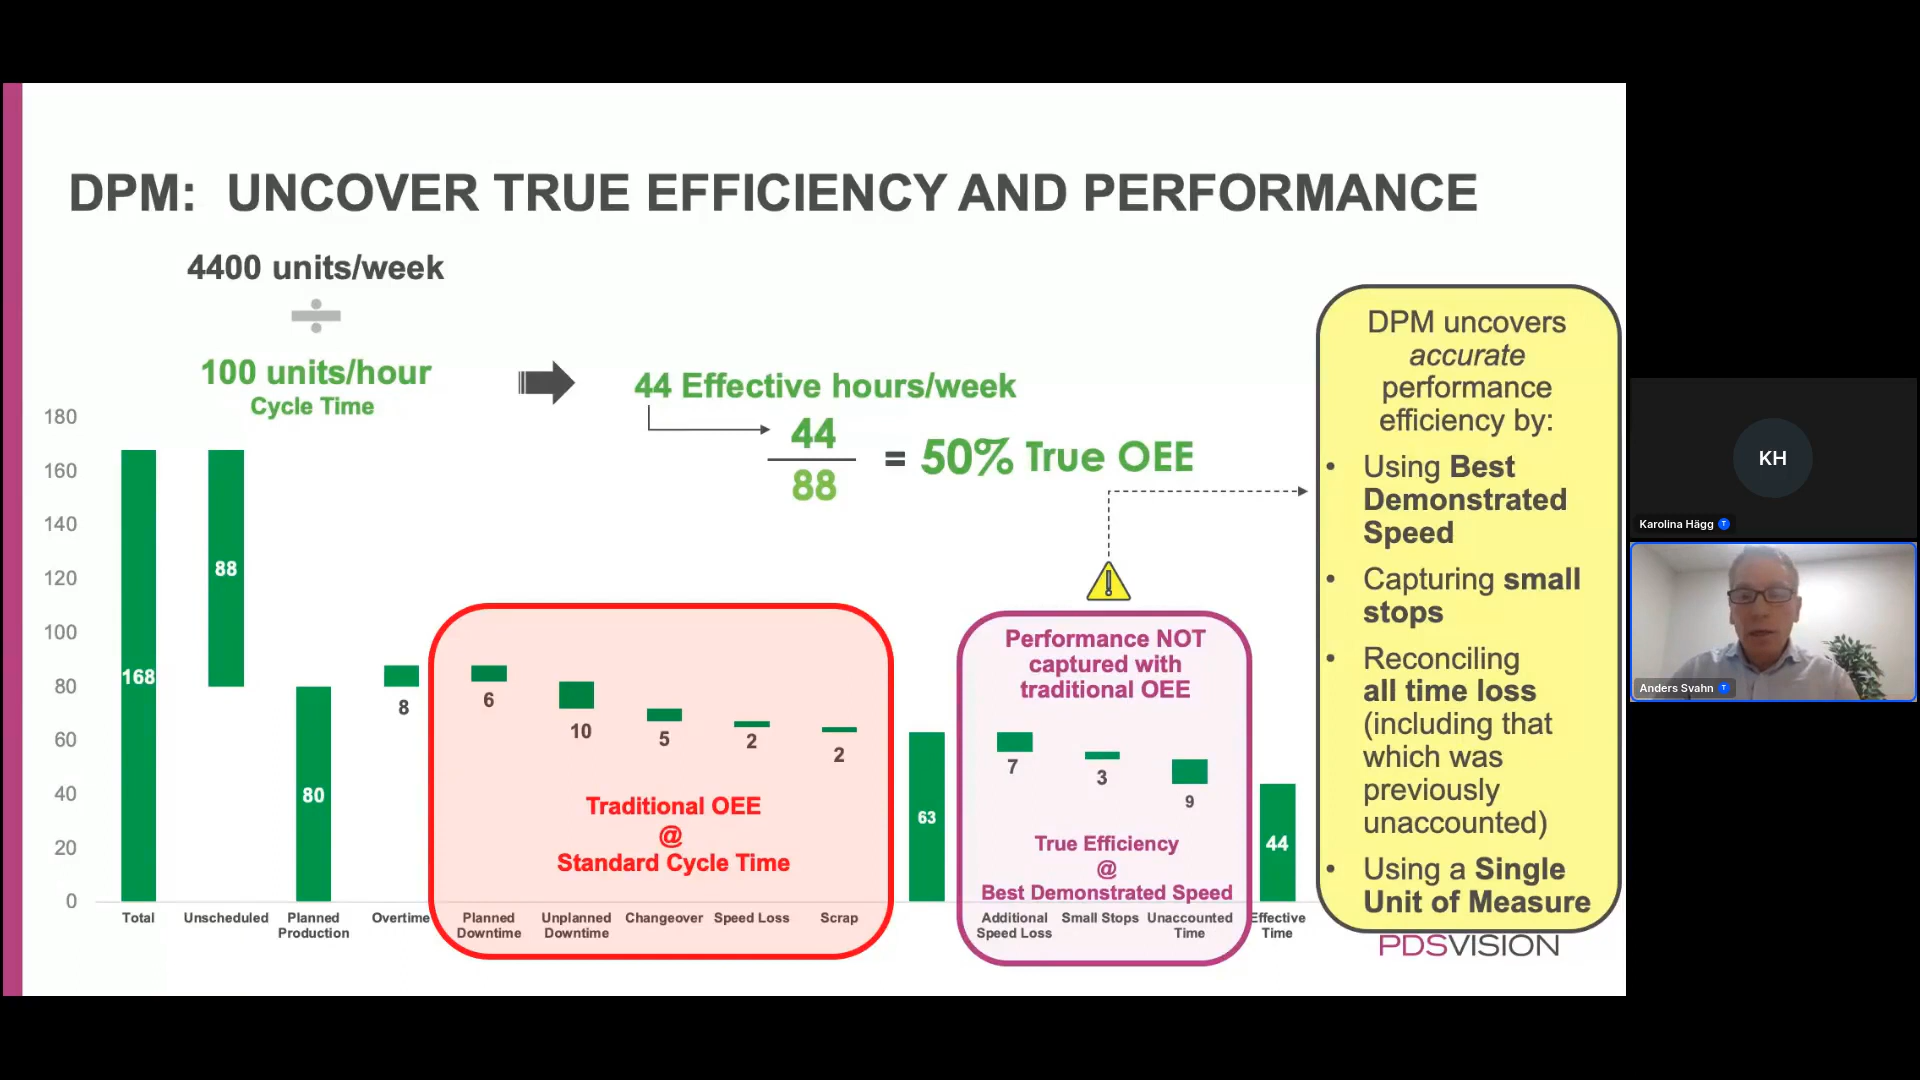 DPM: UNCOVER TRUE EFFICIENCY AND PERFORMANCE
4400 units/week
÷
100 units/hour
Cycle Time
44 Effective hours/week
44
88
= 50% True OEE
180
160
140
120
100
80
60
40
20
0
168
88
80
8
6
10
5
2
2
63
7
3
9
44
Traditional OEE
@
Standard Cycle Time
Performance NOT
captured with
traditional OEE
True Efficiency
@
Best Demonstrated Speed
Total
Unscheduled
Planned
Production
Overtime
Planned
Downtime
Unplanned
Downtime
Changeover
Speed Loss
Scrap
Additional
Speed Loss
Small Stops
Unaccounted
Time
Effective
Time
DPM uncovers
accurate
performance
efficiency by:
• Using Best
Demonstrated
Speed
• Capturing small
stops
• Reconciling
all time loss
(including that
which was
previously
unaccounted)
• Using a Single
Unit of Measure
PDSVISION
KH
Karolina Hägg T
Anders Svahn T